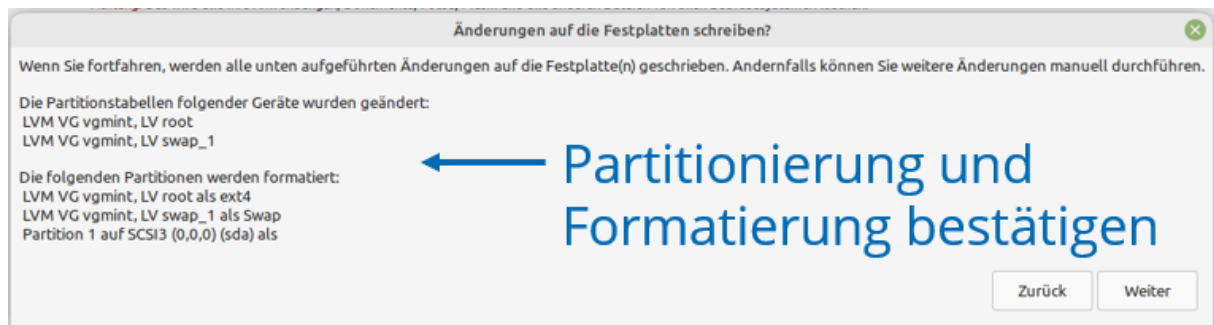 Änderungen auf die Festplatten schreiben?
Wenn Sie fortfahren, werden alle unten aufgeführten Änderungen auf die Festplatte(n) geschrieben. Andernfalls können Sie weitere Änderungen manuell durchführen.
Die Partitionstabellen folgender Geräte wurden geändert:
LVM VG vgmint, LV root
LVM VG vgmint, LV swap_1
Die folgenden Partitionen werden formatiert:
LVM VG vgmint, LV root als ext4
LVM VG vgmint, LV swap_1 als Swap
Partition 1 auf SCSI3 (0,0,0) (sda) als
Partitionierung und
Formatierung bestätigen
Zurück
Weiter